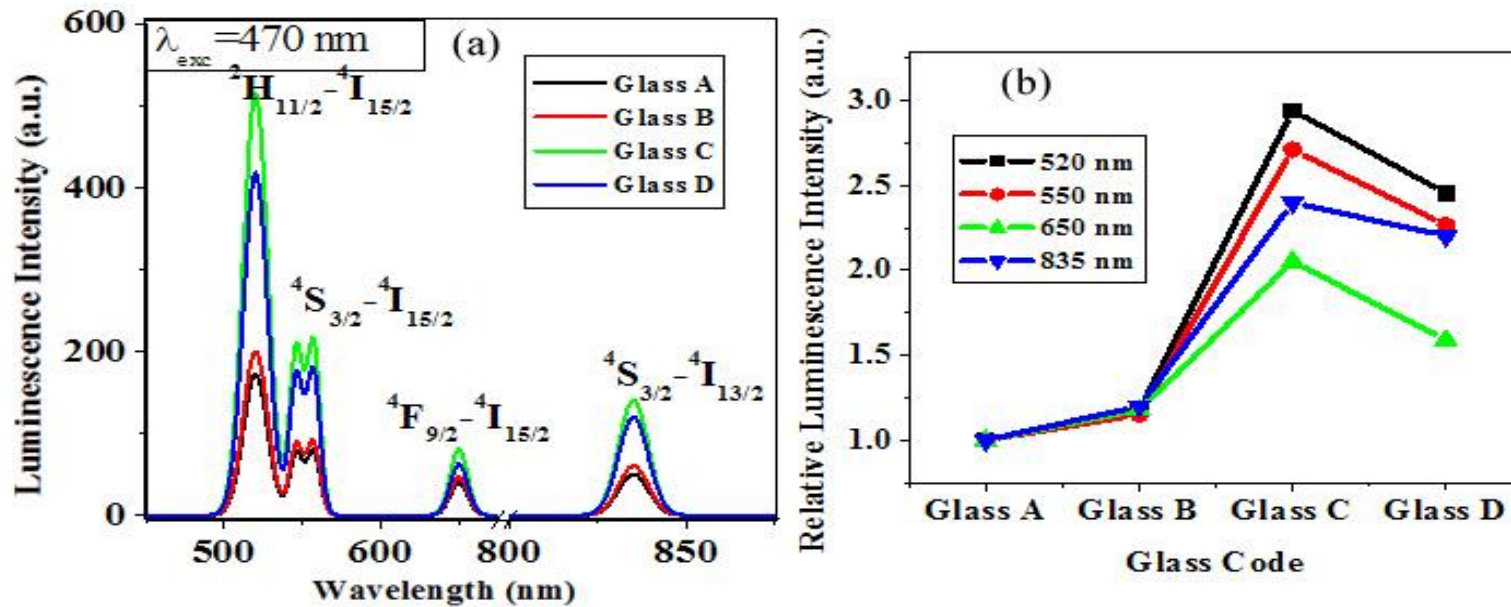 λexc=470 nm
(a)
2H11/2-4I15/2
Glass A
Glass B
Glass C
Glass D
4S3/2-4I15/2
4F9/2-4I15/2
4S3/2-4I13/2
Luminescence Intensity (a.u.)
600
400
200
0
500
600
800
850
Wavelength (nm)
(b)
520 nm
550 nm
650 nm
835 nm
Relative Luminescence Intensity (a.u.)
3.0
2.5
2.0
1.5
1.0
Glass A Glass B Glass C Glass D
Glass Code